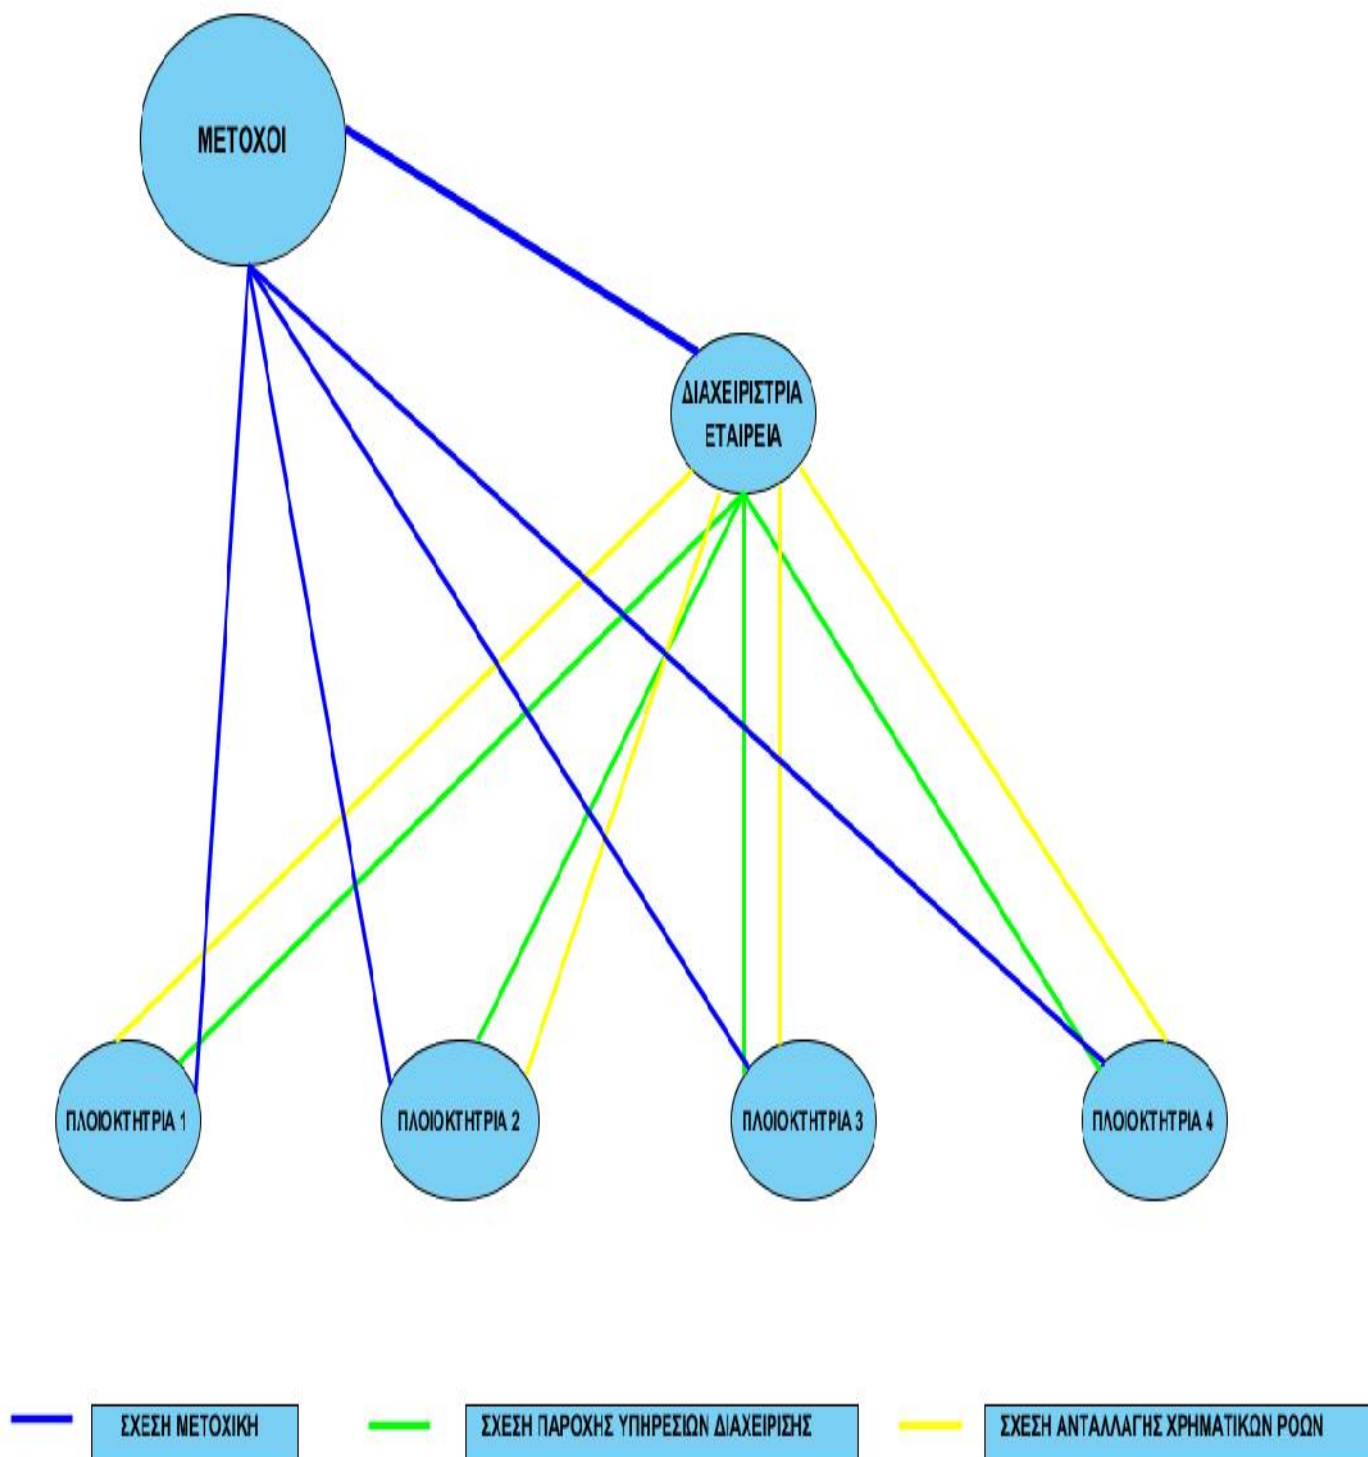 ΜΕΤΟΧΟΙ
ΔΙΑΧΕΙΡΙΣΤΡΙΑ
ΕΤΑΙΡΕΙΑ
ΠΛΟΙΟΚΤΗΤΡΙΑ 1
ΠΛΟΙΟΚΤΗΤΡΙΑ 2
ΠΛΟΙΟΚΤΗΤΡΙΑ 3
ΠΛΟΙΟΚΤΗΤΡΙΑ 4
ΣΧΕΣΗ ΜΕΤΟΧΙΚΗ
ΣΧΕΣΗ ΠΑΡΟΧΗΣ ΥΠΗΡΕΣΙΩΝ ΔΙΑΧΕΙΡΙΣΗΣ
ΣΧΕΣΗ ΑΝΤΑΛΛΑΓΗΣ ΧΡΗΜΑΤΙΚΩΝ ΡΟΩΝ